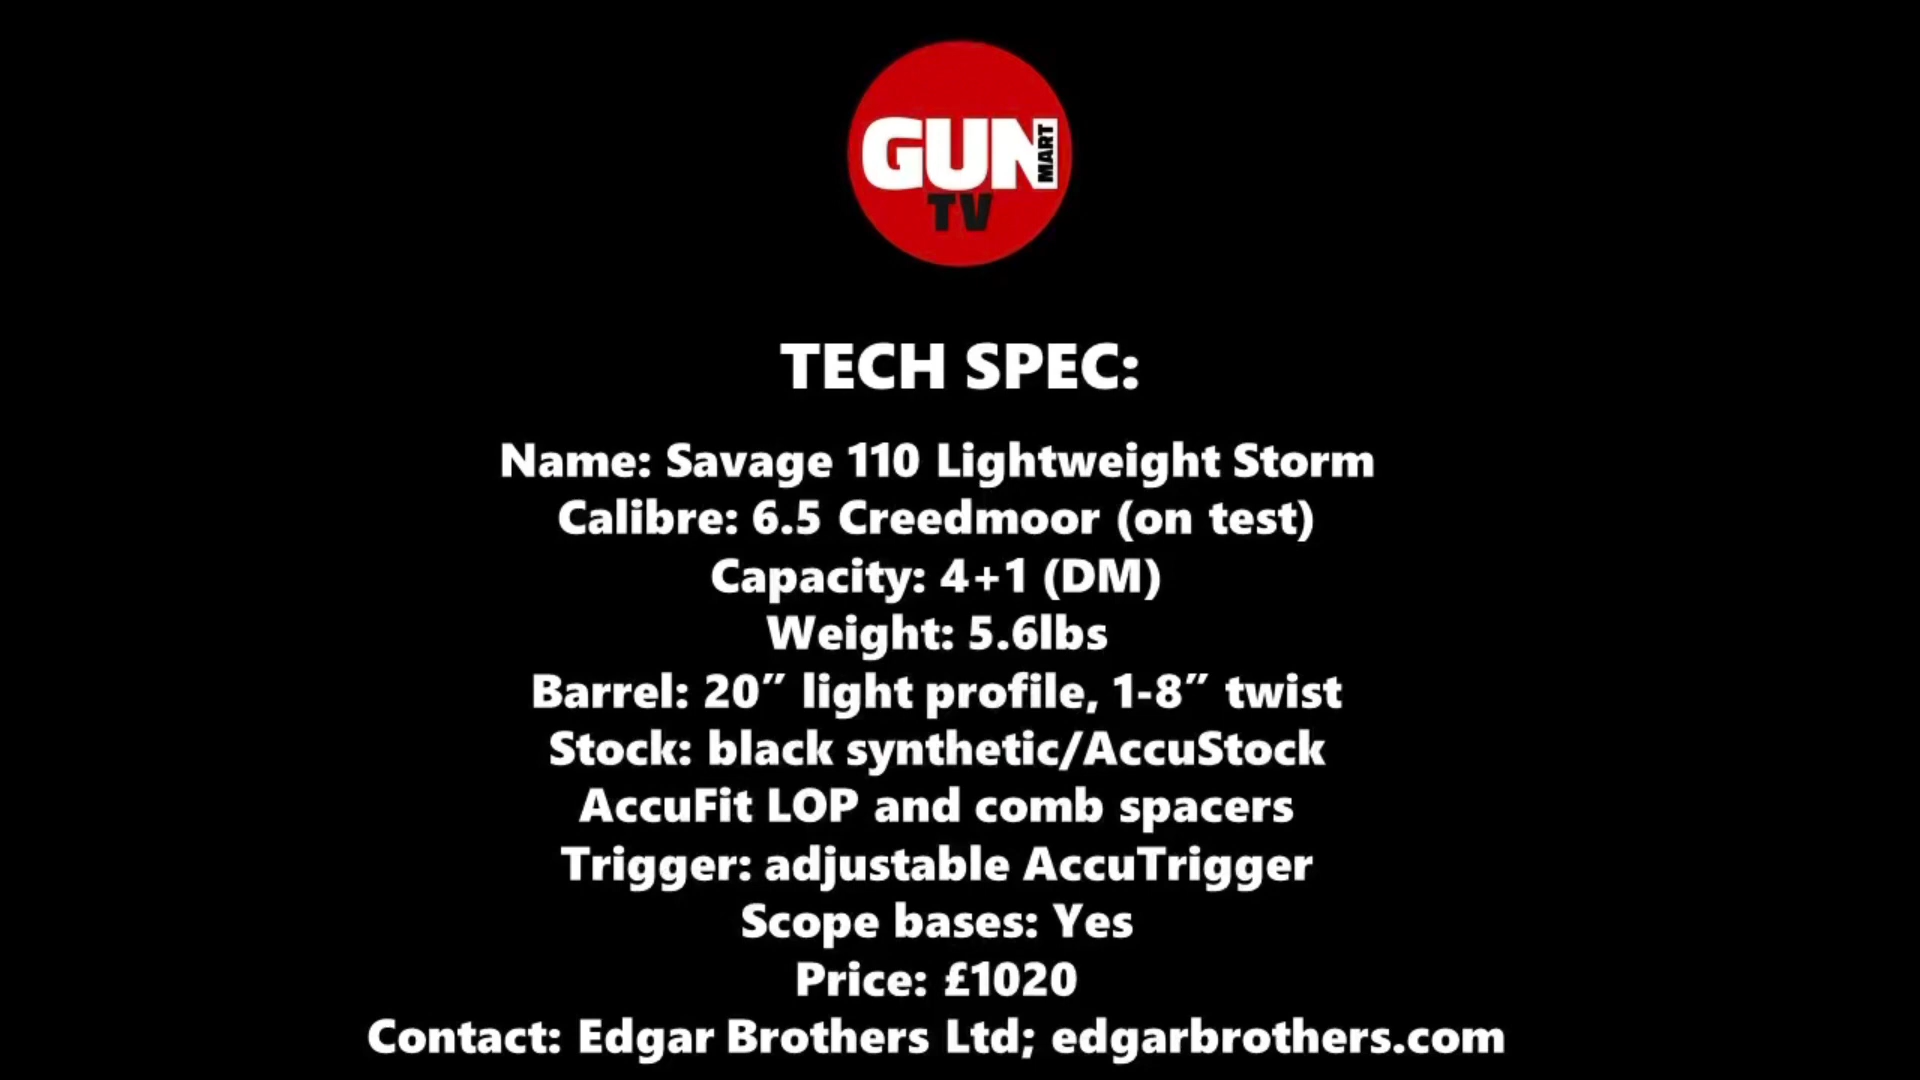 GUN MART
TV
TECH SPEC:
Name: Savage 110 Lightweight Storm
Calibre: 6.5 Creedmoor (on test)
Capacity: 4+1 (DM)
Weight: 5.6lbs
Barrel: 20” light profile, 1-8” twist
Stock: black synthetic/AccuStock
AccuFit LOP and comb spacers
Trigger: adjustable AccuTrigger
Scope bases: Yes
Price: £1020
Contact: Edgar Brothers Ltd; edgarbrothers.com